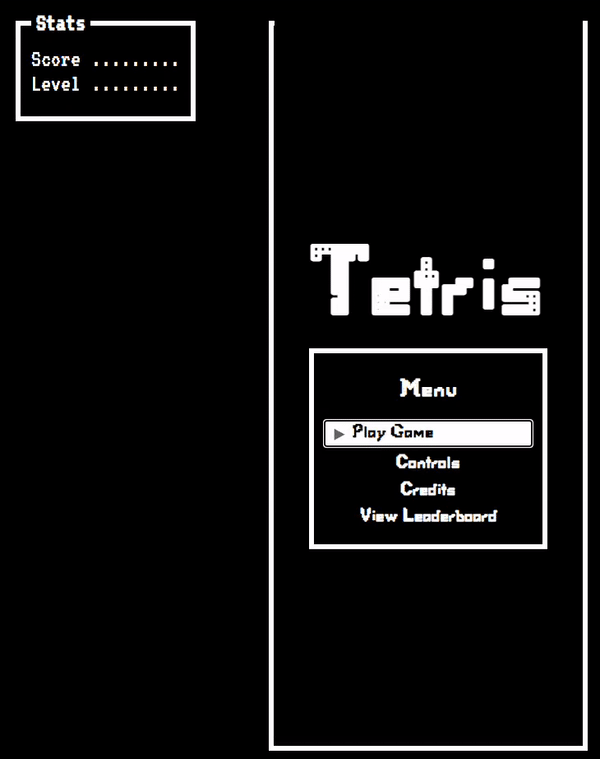 Stats
Score .........
Level .........
Tetris
Menu
Play Game
Controls
Credits
View Leaderboard